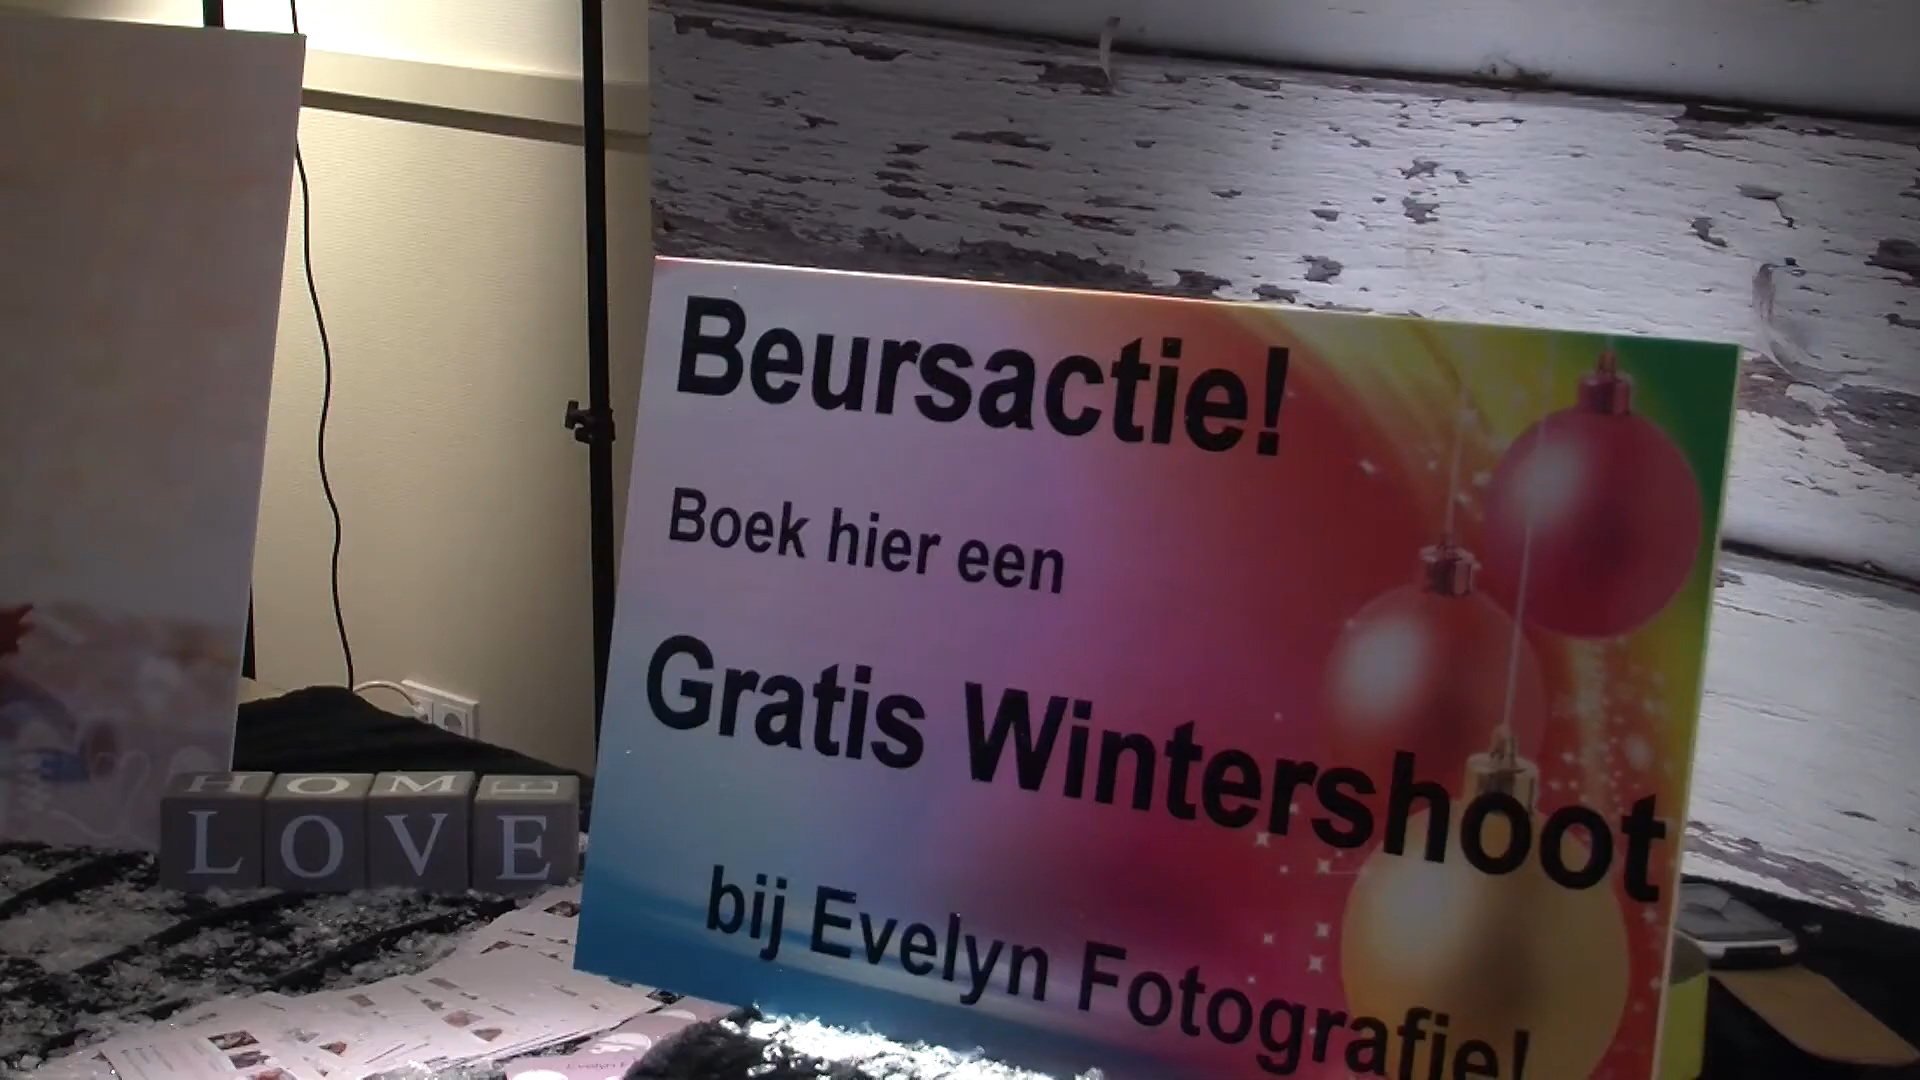 Beursactie!
Boek hier een
Gratis Wintershoot
bij Evelyn Fotografie!
HOME
LOVE